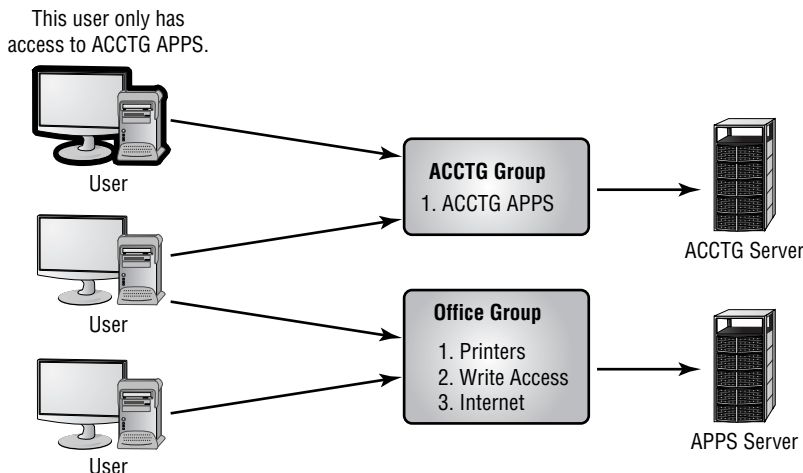 This user only has
access to ACCTG APPS.
User
ACCTG Group
1. ACCTG APPS
ACCTG Server
User
Office Group
1. Printers
2. Write Access
3. Internet
APPS Server
User